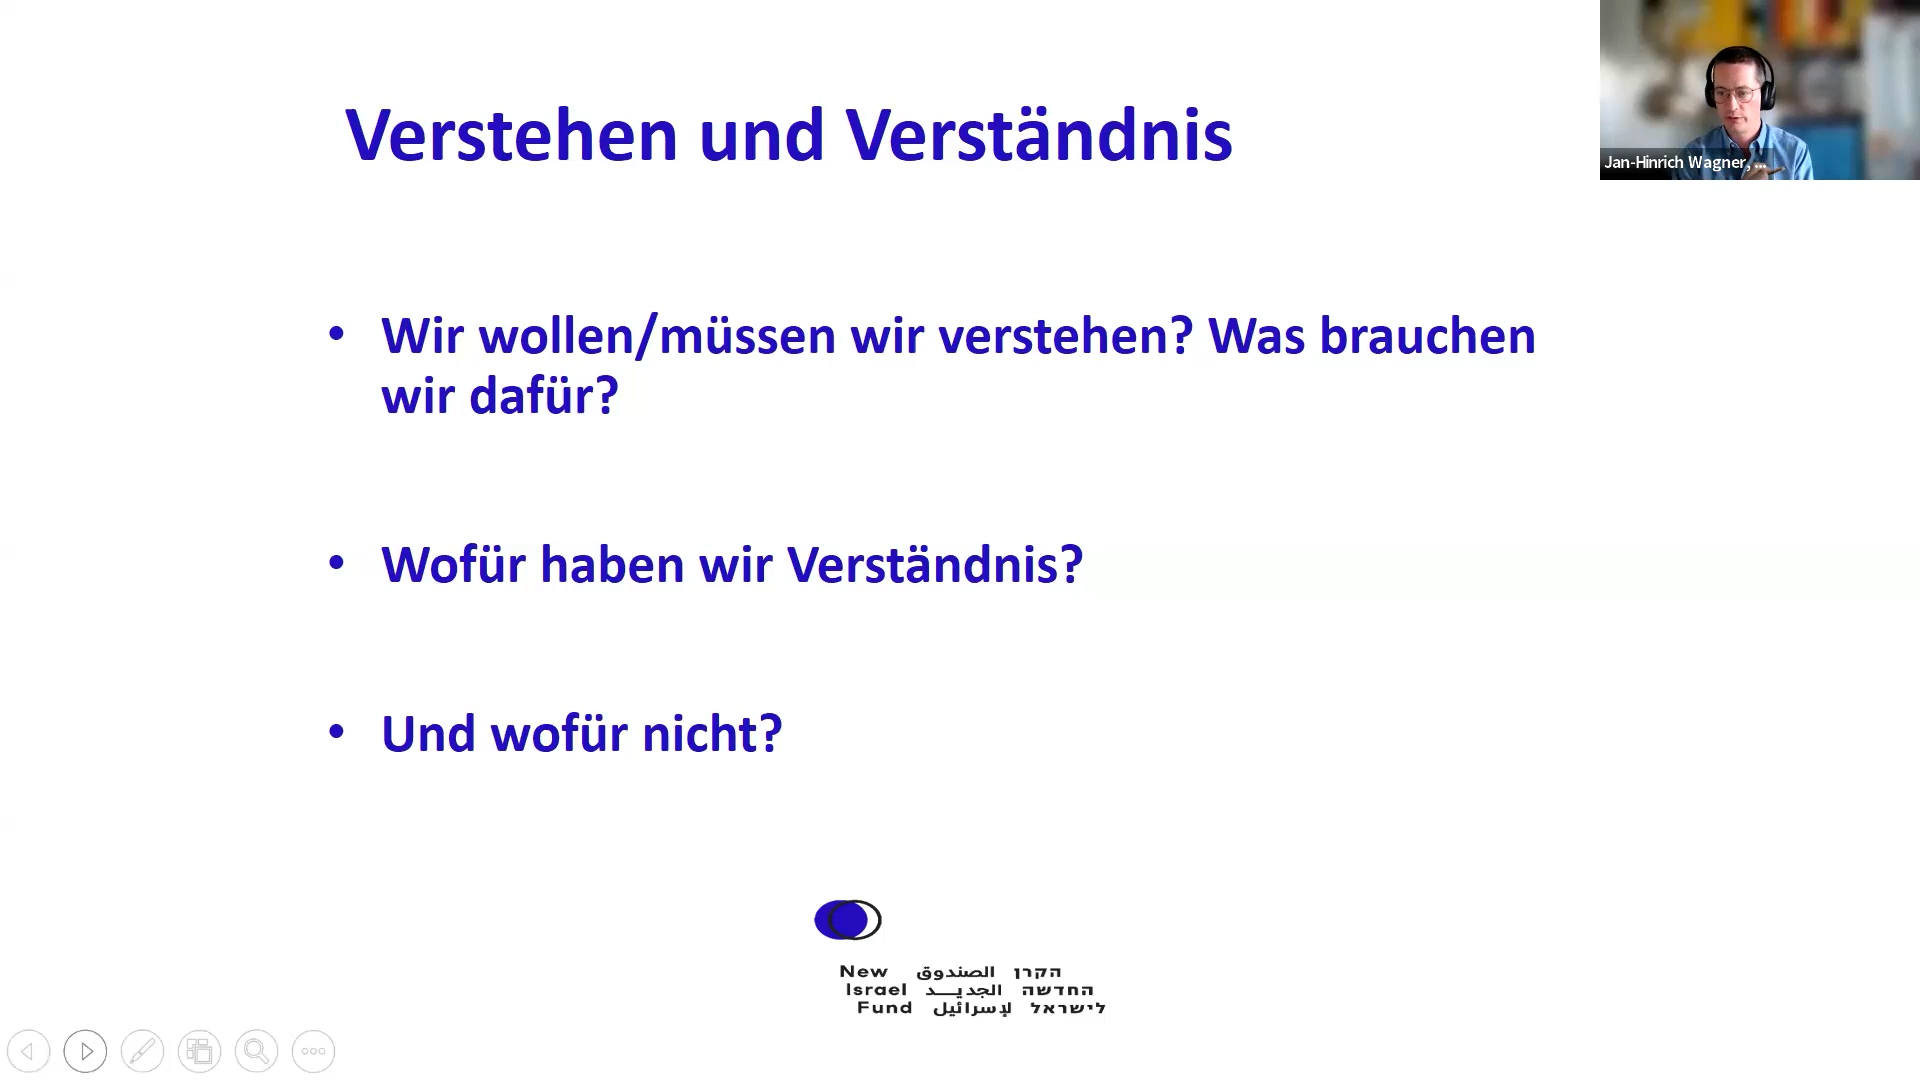 Verstehen und Verständnis
Jan-Hinrich Wagner, ...
• Wir wollen/müssen wir verstehen? Was brauchen
wir dafür?
• Wofür haben wir Verständnis?
• Und wofür nicht?
New الصندوق הקרן
Israel الجديـــد החדשה
Fund لإسرائيل לישראל